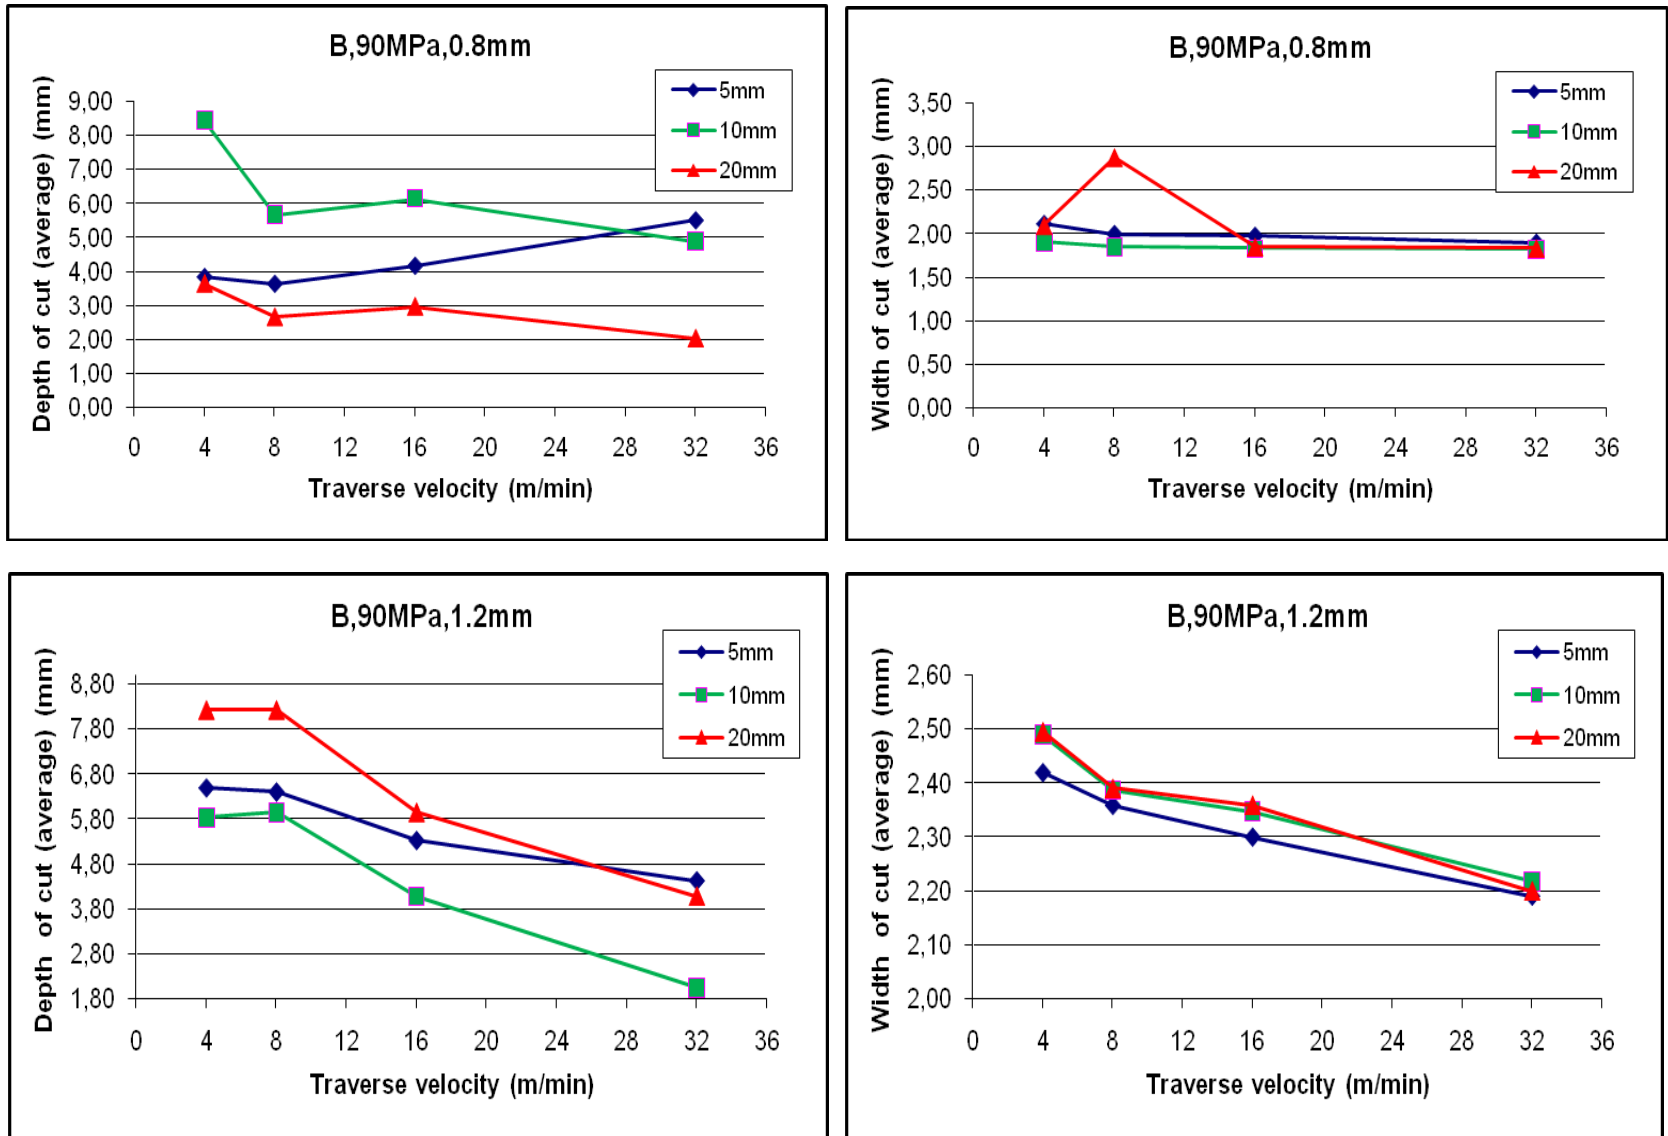 B,90MPa,0.8mm
Depth of cut (average) (mm)
9,00
8,00
7,00
6,00
5,00
4,00
3,00
2,00
1,00
0,00
0 4 8 12 16 20 24 28 32 36
Traverse velocity (m/min)
5mm
10mm
20mm
B,90MPa,0.8mm
Width of cut (average) (mm)
3,50
3,00
2,50
2,00
1,50
1,00
0,50
0,00
0 4 8 12 16 20 24 28 32 36
Traverse velocity (m/min)
5mm
10mm
20mm
B,90MPa,1.2mm
Depth of cut (average) (mm)
8,80
7,80
6,80
5,80
4,80
3,80
2,80
1,80
0 4 8 12 16 20 24 28 32 36
Traverse velocity (m/min)
5mm
10mm
20mm
B,90MPa,1.2mm
Width of cut (average) (mm)
2,60
2,50
2,40
2,30
2,20
2,10
2,00
0 4 8 12 16 20 24 28 32 36
Traverse velocity (m/min)
5mm
10mm
20mm